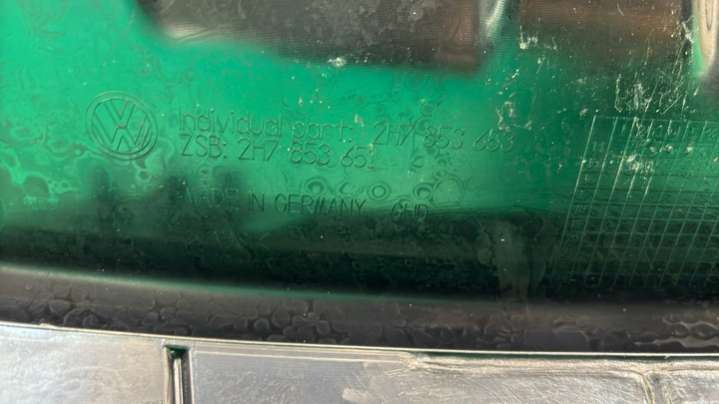 Individual part: 2H7 853 653
ZSB: 2H7 853 651
MADE IN GERMANY